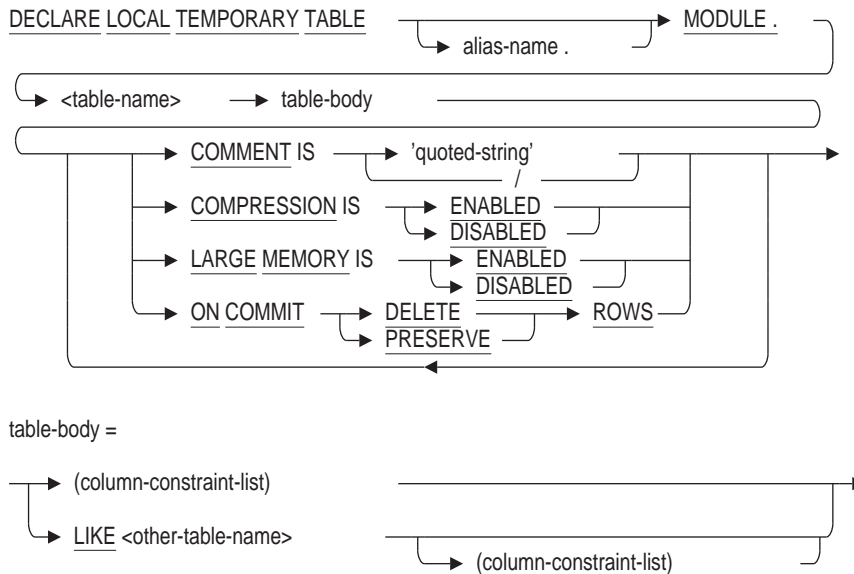 DECLARE LOCAL TEMPORARY TABLE MODULE .
alias-name .
<table-name> table-body
COMMENT IS 'quoted-string'
/
COMPRESSION IS ENABLED
DISABLED
LARGE MEMORY IS ENABLED
DISABLED
ON COMMIT DELETE ROWS
PRESERVE
table-body =
(column-constraint-list)
LIKE <other-table-name>
(column-constraint-list)